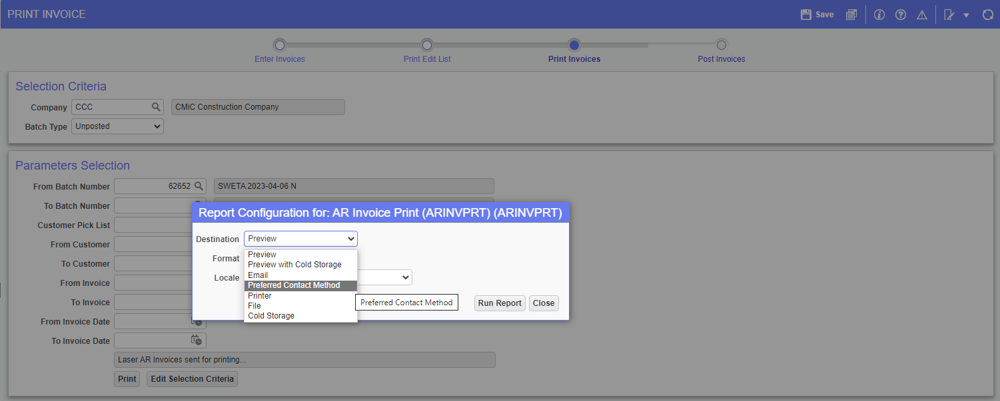 PRINT INVOICE
Save
Enter Invoices Print Edit List Print Invoices Post Invoices
Selection Criteria
Company CCC CMiC Construction Company
Batch Type Unposted
Parameters Selection
From Batch Number 62652 SWETA 2023-04-06 N
To Batch Number
Customer Pick List
From Customer
To Customer
From Invoice
To Invoice
From Invoice Date
To Invoice Date
Laser AR Invoices sent for printing...
Print Edit Selection Criteria
Report Configuration for: AR Invoice Print (ARINVPRT) (ARINVPRT)
Destination Preview
Format
Locale
Preview
Preview with Cold Storage
Email
Preferred Contact Method
Printer
File
Cold Storage
Preferred Contact Method
Run Report Close